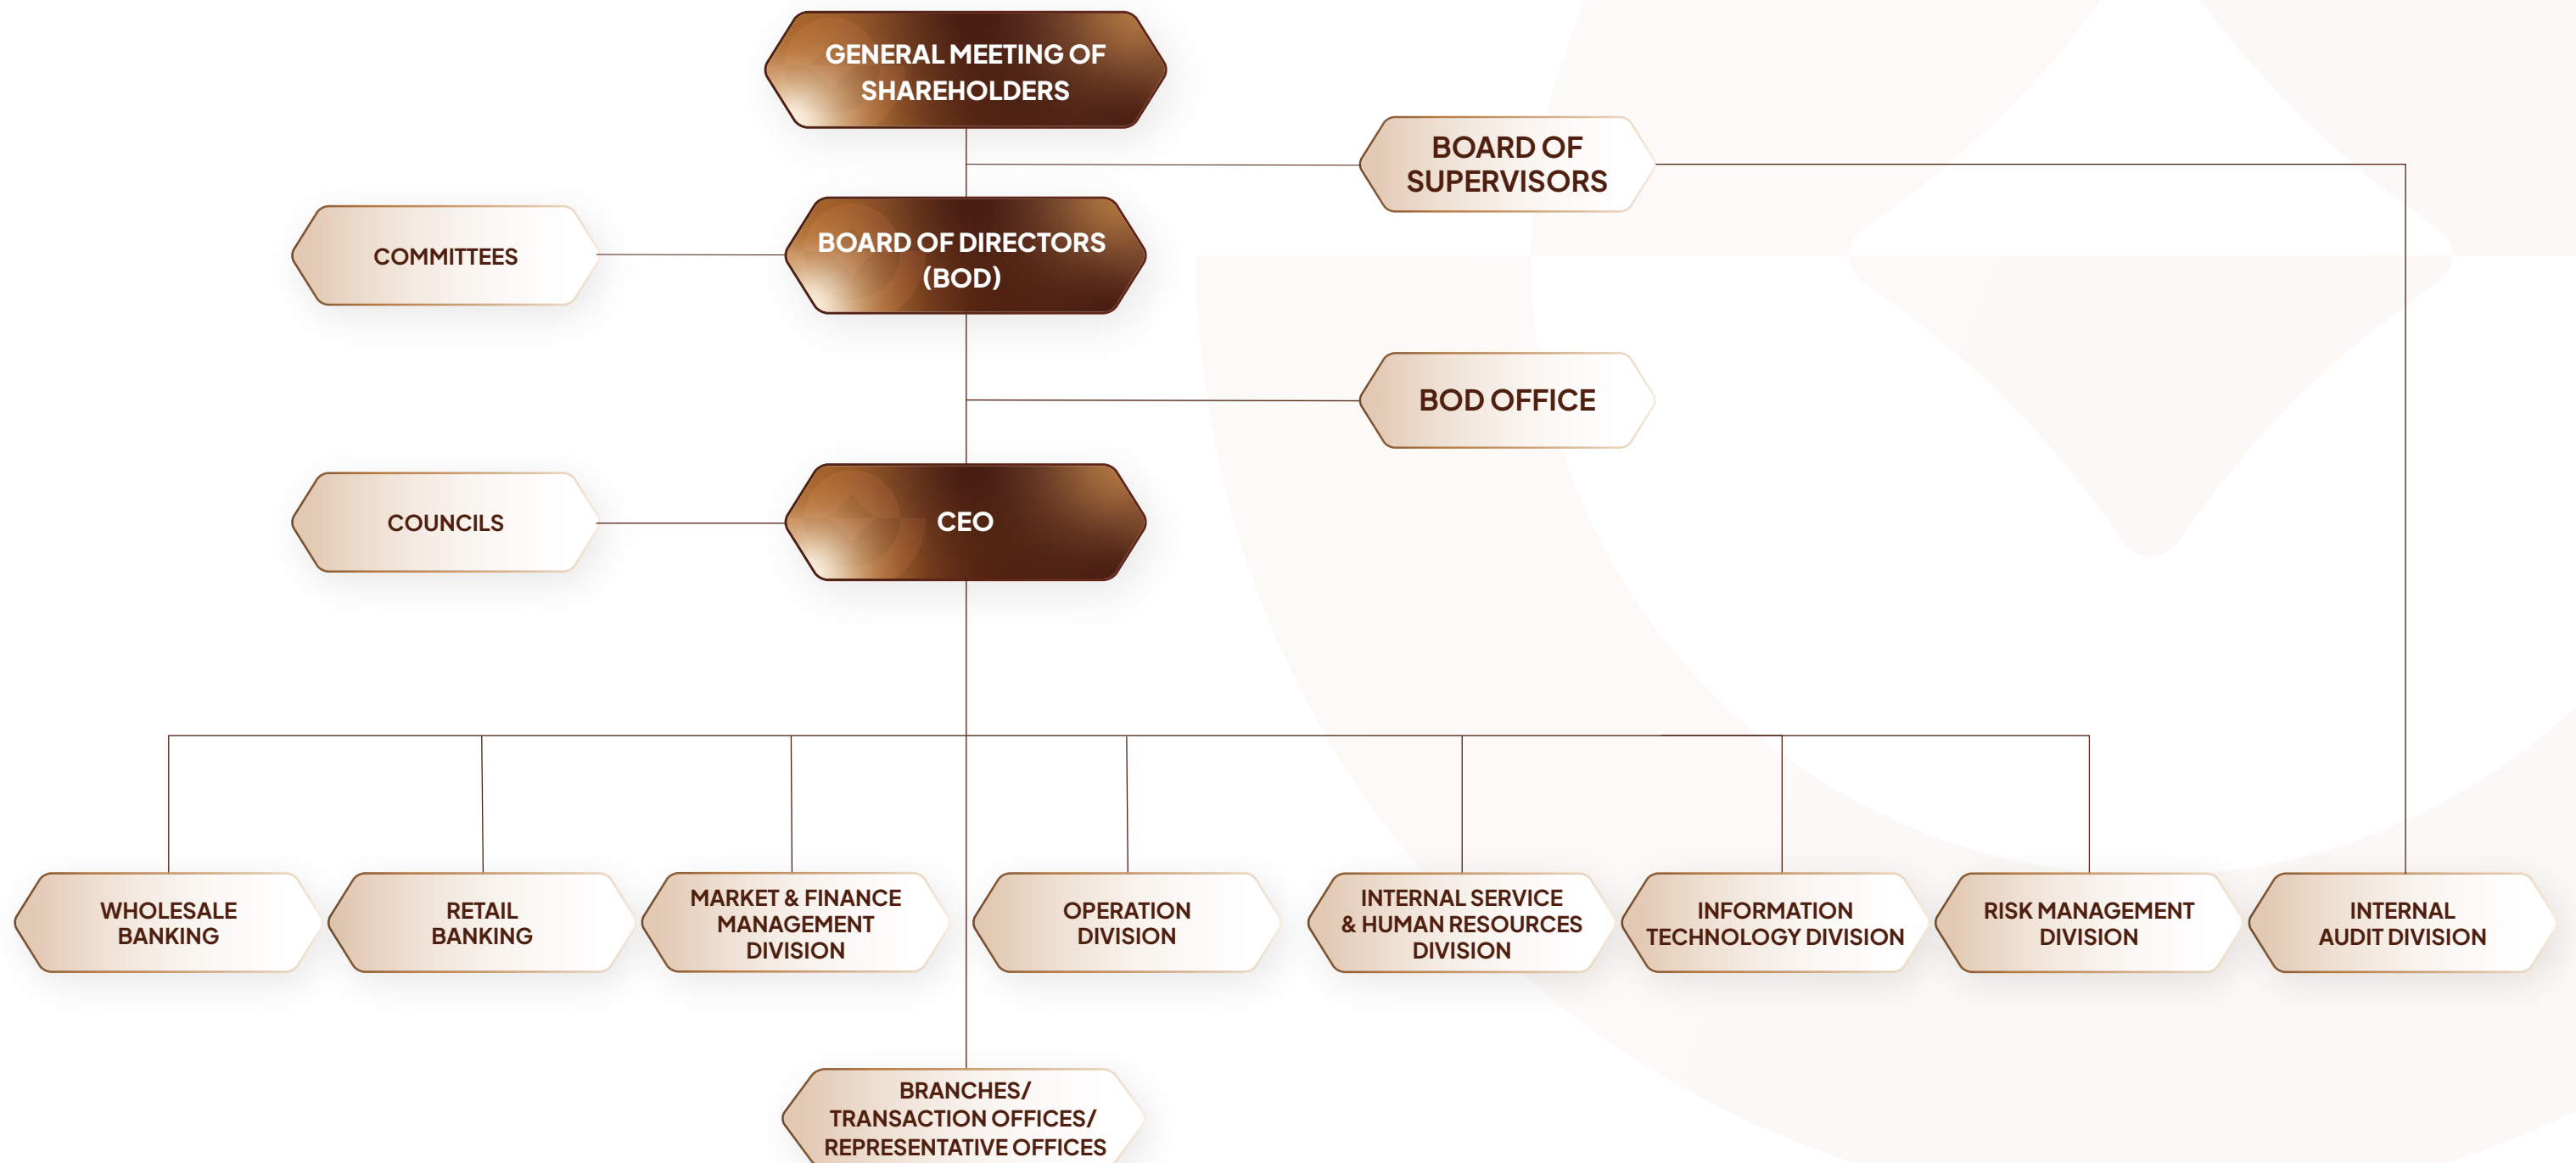 GENERAL MEETING OF
SHAREHOLDERS
BOARD OF
SUPERVISORS
COMMITTEES
BOARD OF DIRECTORS
(BOD)
BOD OFFICE
COUNCILS
CEO
WHOLESALE
BANKING
RETAIL
BANKING
MARKET & FINANCE
MANAGEMENT
DIVISION
OPERATION
DIVISION
INTERNAL SERVICE
& HUMAN RESOURCES
DIVISION
INFORMATION
TECHNOLOGY DIVISION
RISK MANAGEMENT
DIVISION
INTERNAL
AUDIT DIVISION
BRANCHES/
TRANSACTION OFFICES/
REPRESENTATIVE OFFICES